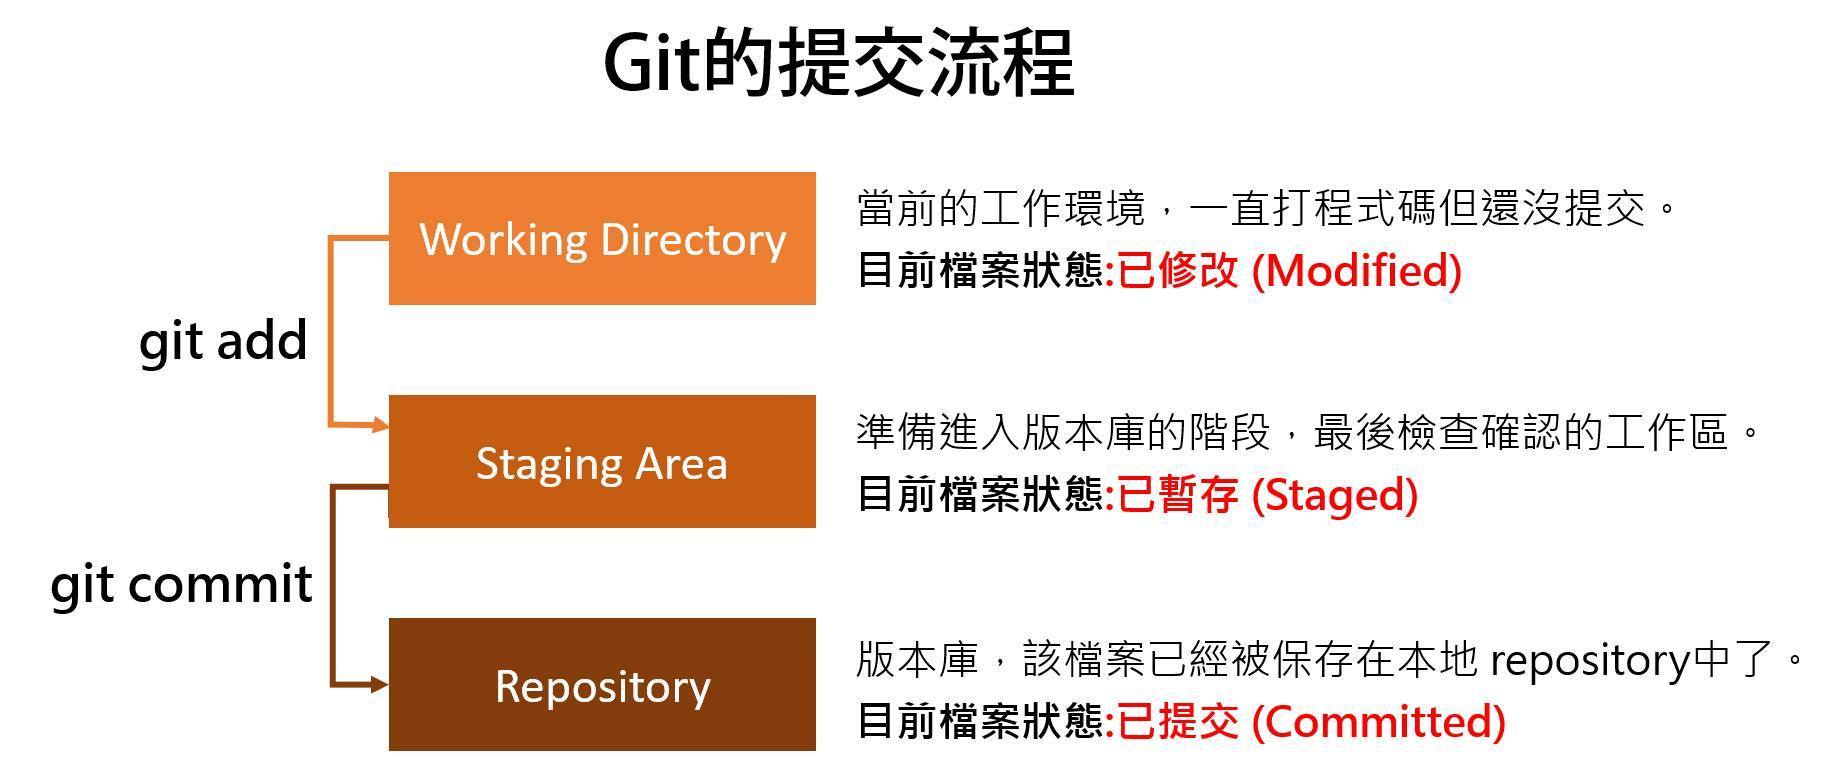 Git的提交流程
Working Directory
當前的工作環境，一直打程式碼但還沒提交。
目前檔案狀態:已修改 (Modified)
git add
Staging Area
準備進入版本庫的階段，最後檢查確認的工作區。
目前檔案狀態:已暫存 (Staged)
git commit
Repository
版本庫，該檔案已經被保存在本地 repository中了。
目前檔案狀態:已提交 (Committed)